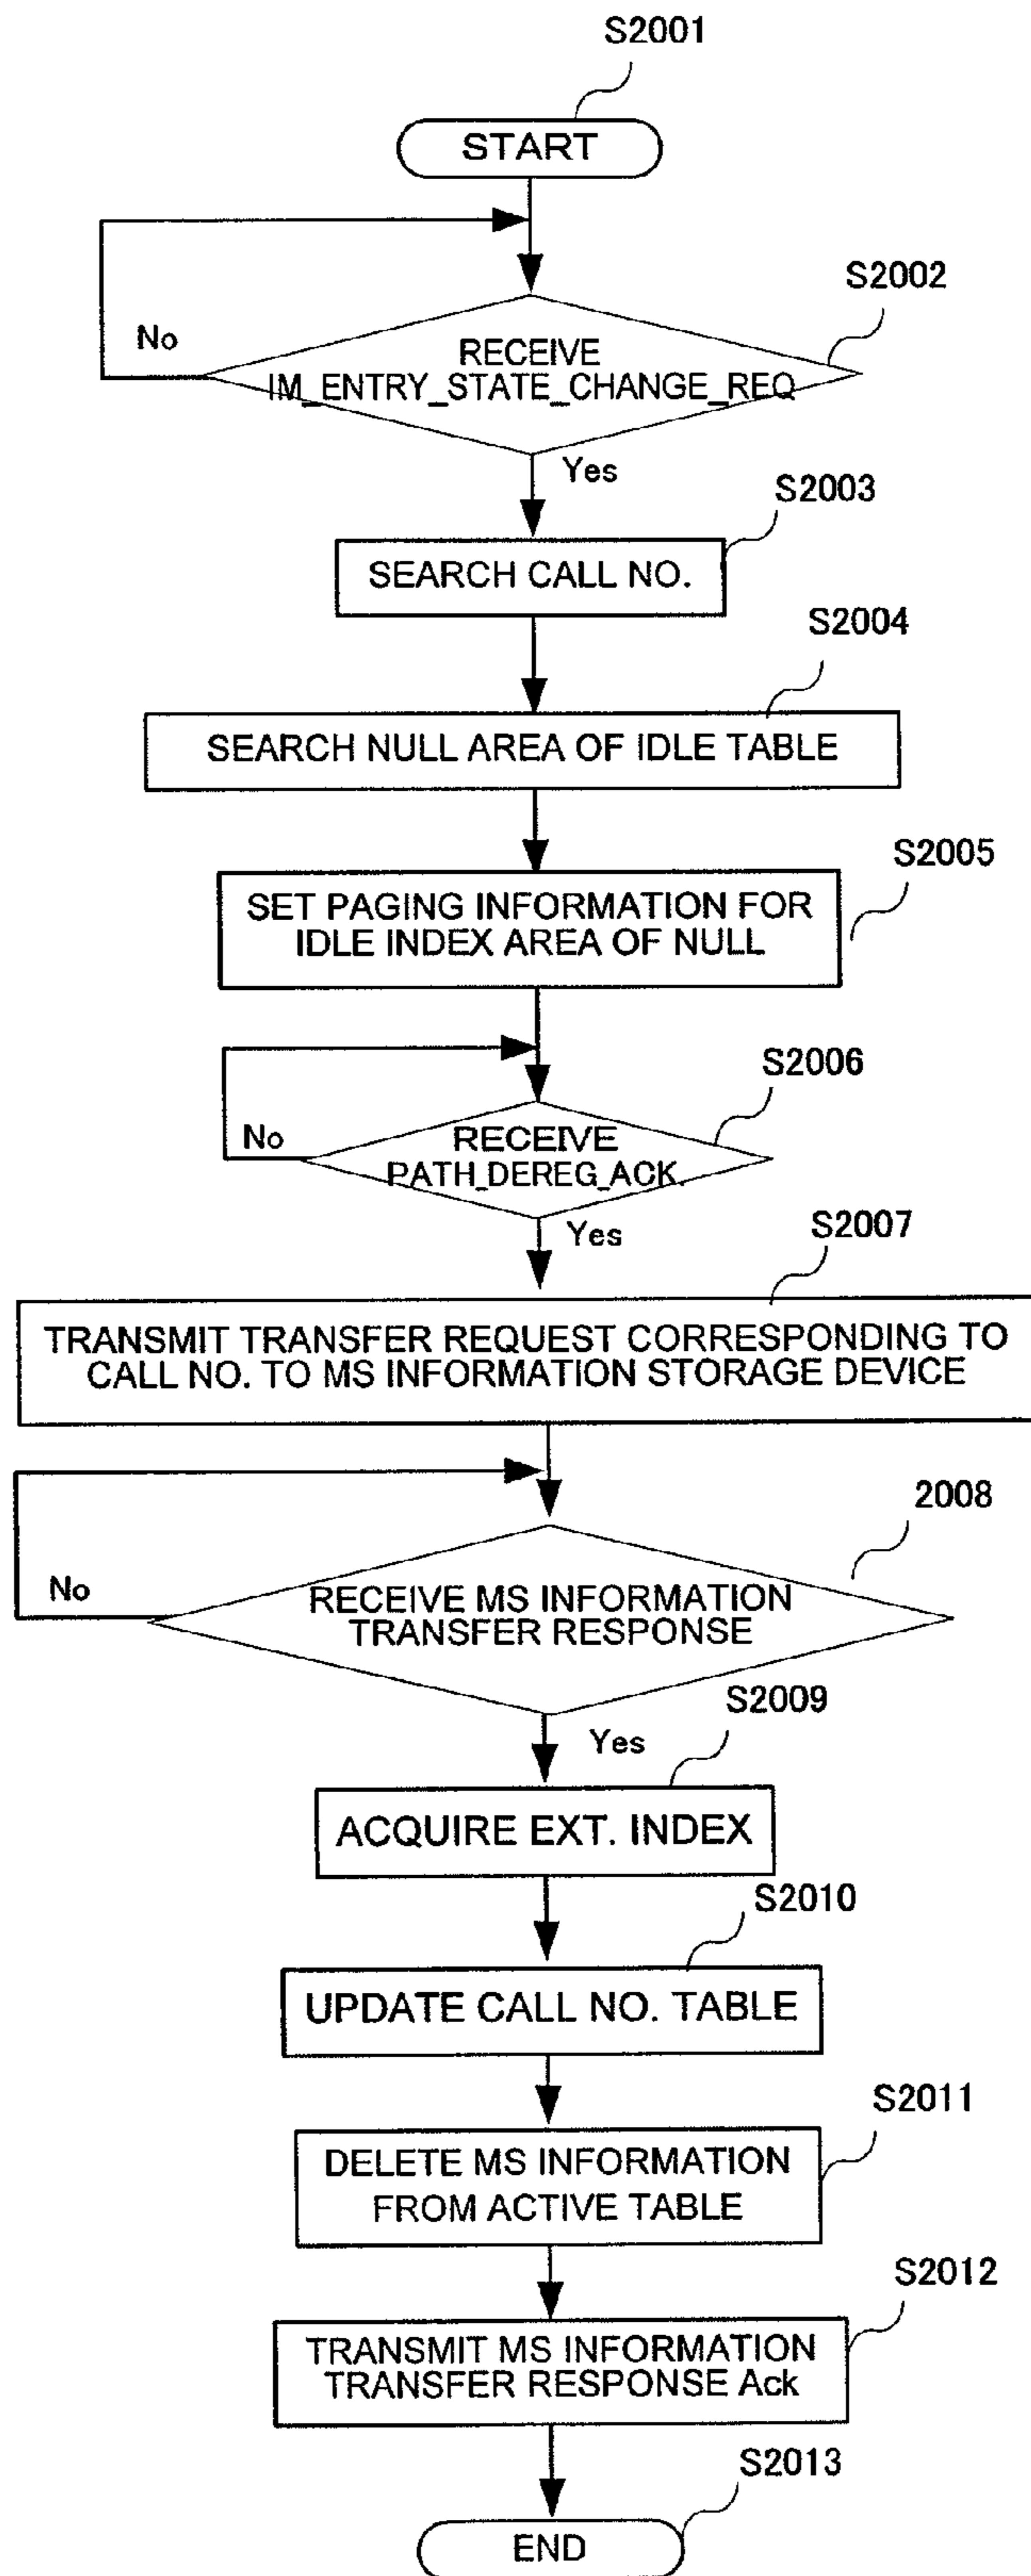 S2001
START
S2002
No
RECEIVE
IM_ENTRY_STATE_CHANGE_REQ
Yes
S2003
SEARCH CALL NO.
S2004
SEARCH NULL AREA OF IDLE TABLE
S2005
SET PAGING INFORMATION FOR
IDLE INDEX AREA OF NULL
S2006
No
RECEIVE
PATH_DEREG_ACK
Yes
S2007
TRANSMIT TRANSFER REQUEST CORRESPONDING TO
CALL NO. TO MS INFORMATION STORAGE DEVICE
2008
No
RECEIVE MS INFORMATION
TRANSFER RESPONSE
S2009
Yes
ACQUIRE EXT. INDEX
S2010
UPDATE CALL NO. TABLE
S2011
DELETE MS INFORMATION
FROM ACTIVE TABLE
S2012
TRANSMIT MS INFORMATION
TRANSFER RESPONSE Ack
S2013
END